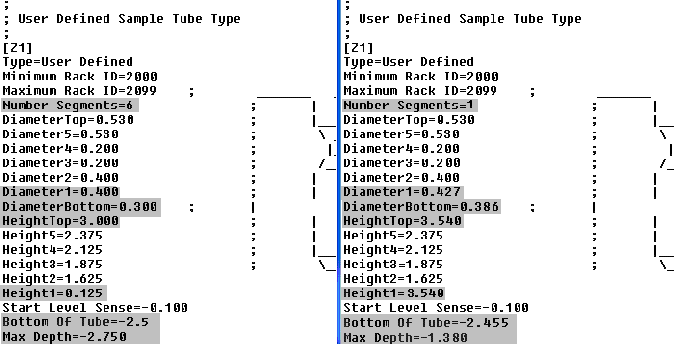 ;
; User Defined Sample Tube Type
;
[Z1]
Type=User Defined
Minimum Rack ID=2000
Maximum Rack ID=2099 ;
Number Segments=6 ;
DiameterTop=0.530 ;
Diameter5=0.530 ;
Diameter4=0.200 ;
Diameter3=0.200 ;
Diameter2=0.400 ;
Diameter1=0.400 ;
DiameterBottom=0.300 ;
HeightTop=3.000 ;
Height5=2.375 ;
Height4=2.125 ;
Height3=1.875 ;
Height2=1.625
Height1=0.125
Start Level Sense=-0.100
Bottom Of Tube=-2.5
Max Depth=-2.750
;
; User Defined Sample Tube Type
;
[Z1]
Type=User Defined
Minimum Rack ID=2000
Maximum Rack ID=2099 ;
Number Segments=1 ;
DiameterTop=0.530 ;
Diameter5=0.530 ;
Diameter4=0.200 ;
Diameter3=0.200 ;
Diameter2=0.400 ;
Diameter1=0.427 ;
DiameterBottom=0.386 ;
HeightTop=3.540 ;
Height5=2.375 ;
Height4=2.125 ;
Height3=1.875 ;
Height2=1.625
Height1=3.540
Start Level Sense=-0.100
Bottom Of Tube=-2.455
Max Depth=-1.380